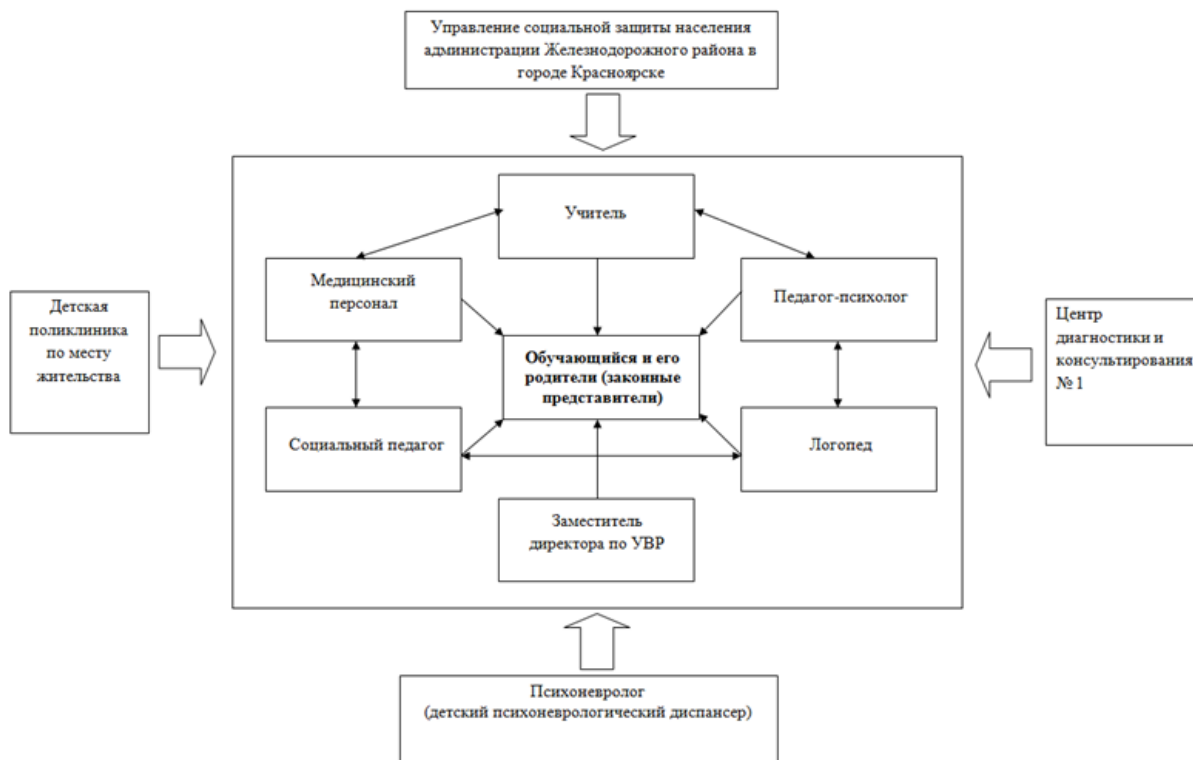 Управление социальной защиты населения
администрации Железнодорожного района в
городе Красноярске
Учитель
Медицинский
персонал
Педагог-психолог
Детская
поликлиника
по месту
жительства
Центр
диагностики и
консультирования
№ 1
Обучающийся и его
родители (законные
представители)
Социальный педагог
Логопед
Заместитель
директора по УВР
Психоневролог
(детский психоневрологический диспансер)